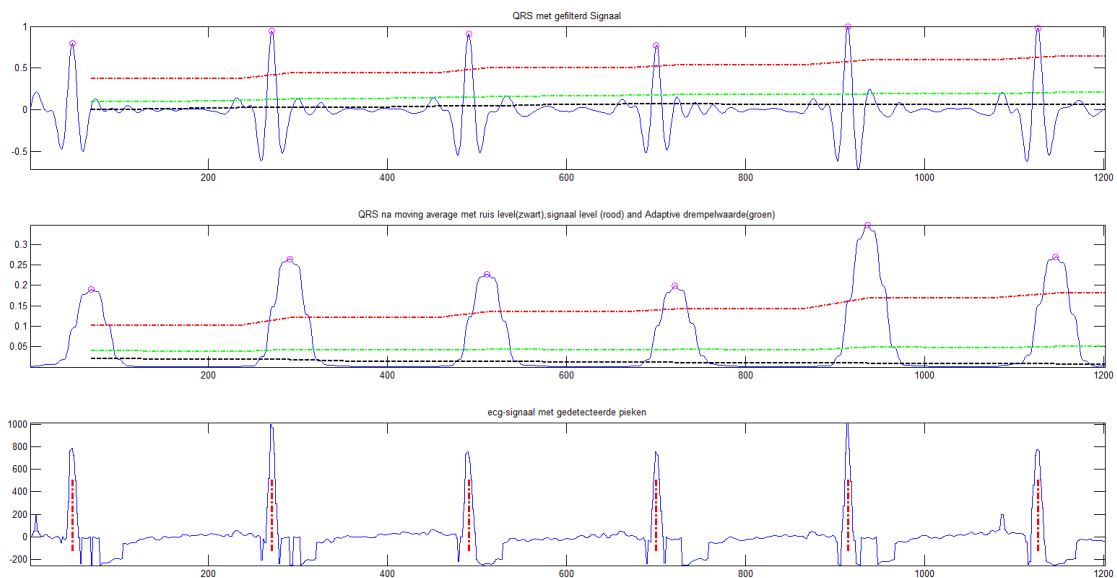 QRS met gefilterd Signaal
1
0.5
0
-0.5
200 400 600 800 1000 1200
QRS na moving average met ruis level(zwart),signaal level (rood) and Adaptive drempelwaarde(groen)
0.3
0.25
0.2
0.15
0.1
0.05
200 400 600 800 1000 1200
ecg-signaal met gedetecteerde pieken
1000
800
600
400
200
0
-200
200 400 600 800 1000 1200